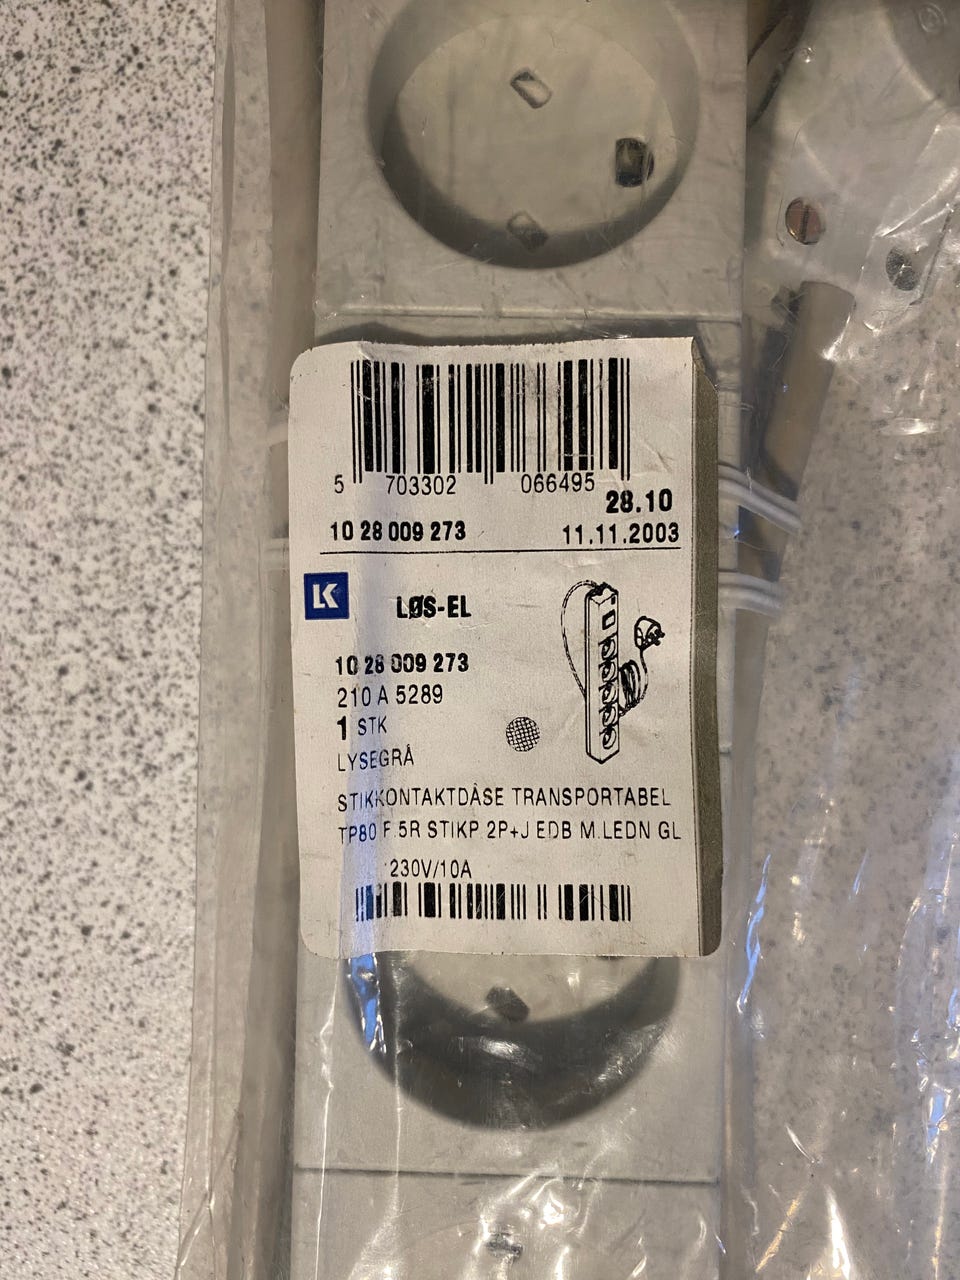 5 703302 066495
28.10
10 28 009 273 11.11.2003
LK LØS-EL
10 28 009 273
210 A 5289
1 STK
LYSEGRÅ
STIKKONTAKTDÅSE TRANSPORTABEL
TP80 F.5R STIKP 2P+J EDB M.LEDN GL
230V/10A